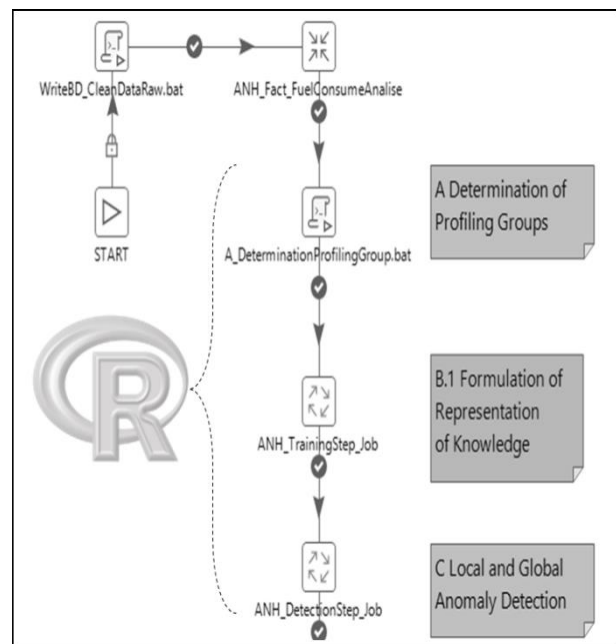 WriteBD_CleanDataRaw.bat
ANH_Fact_FuelConsumeAnalise
START
A_DeterminationProfilingGroup.bat
A Determination of
Profiling Groups
R
ANH_TrainingStep_Job
B.1 Formulation of
Representation
of Knowledge
ANH_DetectionStep_Job
C Local and Global
Anomaly Detection